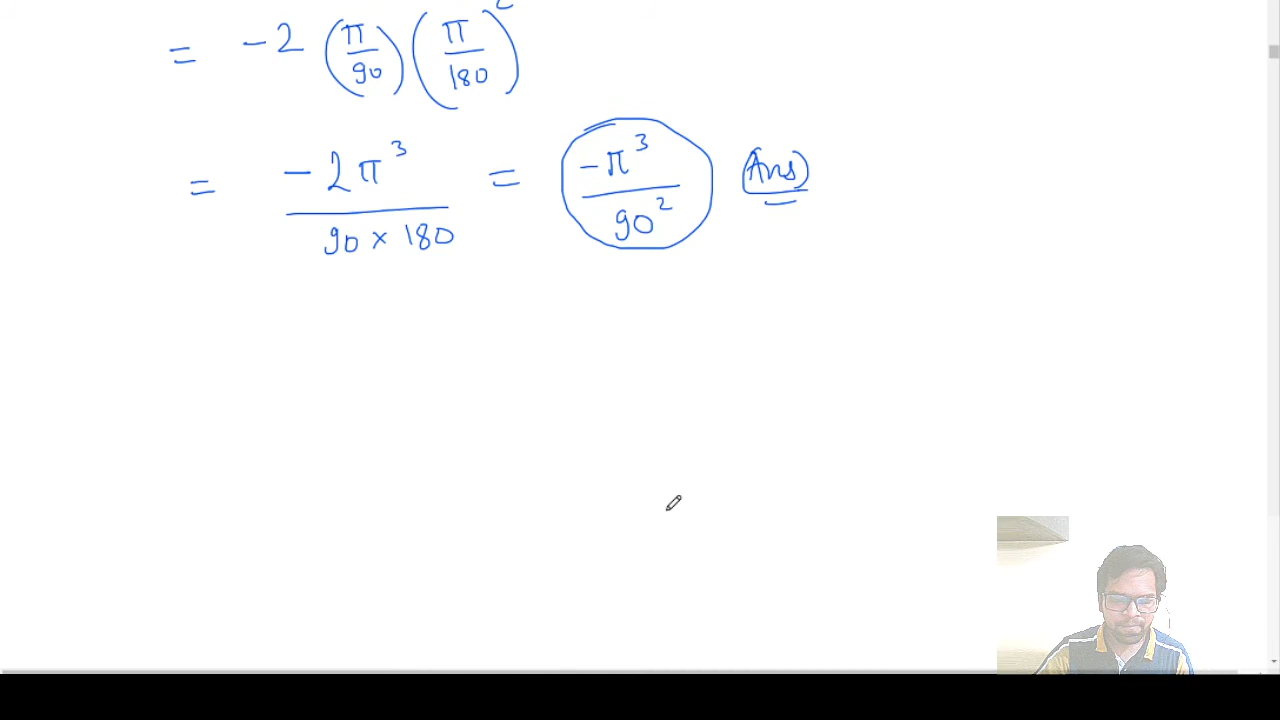 = -2 (π/90) (π/180)²
= -2π³/90 × 180 = -π³/90² (Ans)